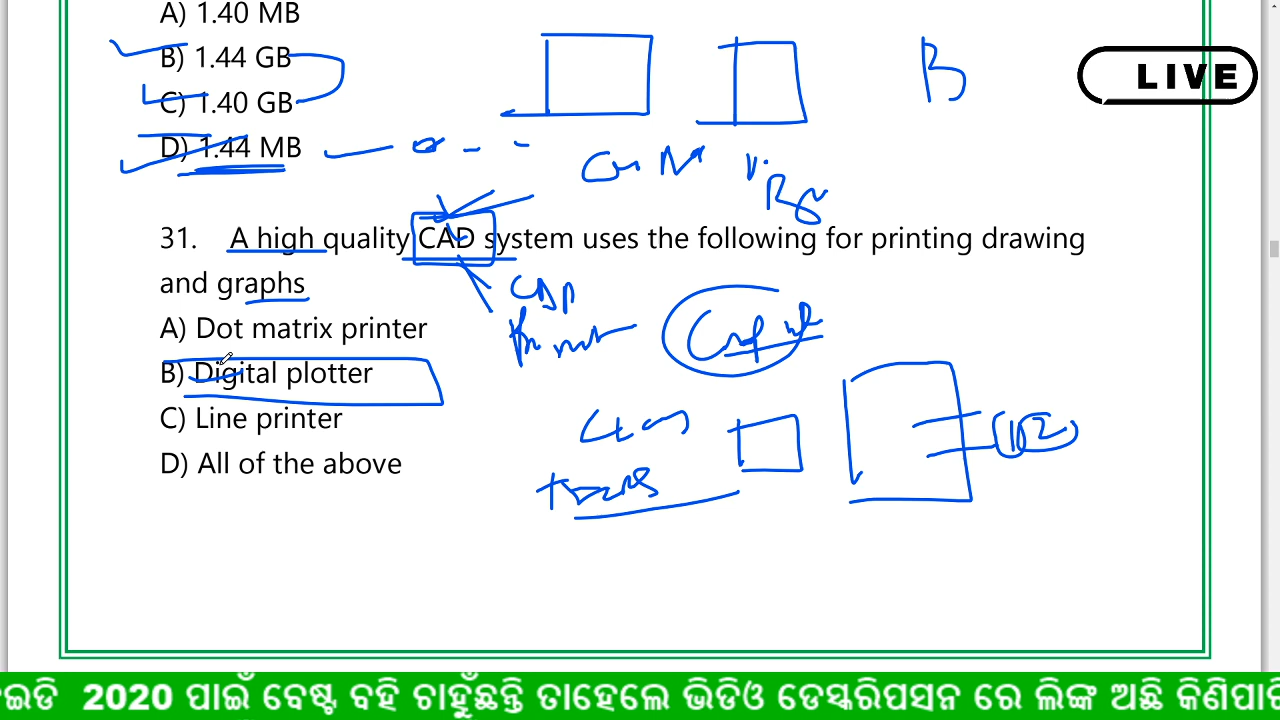 A) 1.40 MB
B) 1.44 GB
C) 1.40 GB
D) 1.44 MB
B
LIVE
31. A high quality CAD system uses the following for printing drawing
and graphs
A) Dot matrix printer
B) Digital plotter
C) Line printer
D) All of the above
2020 ପାଇଁ ବେଷ୍ଟ ବହି ଚାହୁଁଛନ୍ତି ତାହେଲେ ଭିଡିଓ ଡେସ୍କରିପସନ ରେ ଲିଙ୍କ ଅଛି